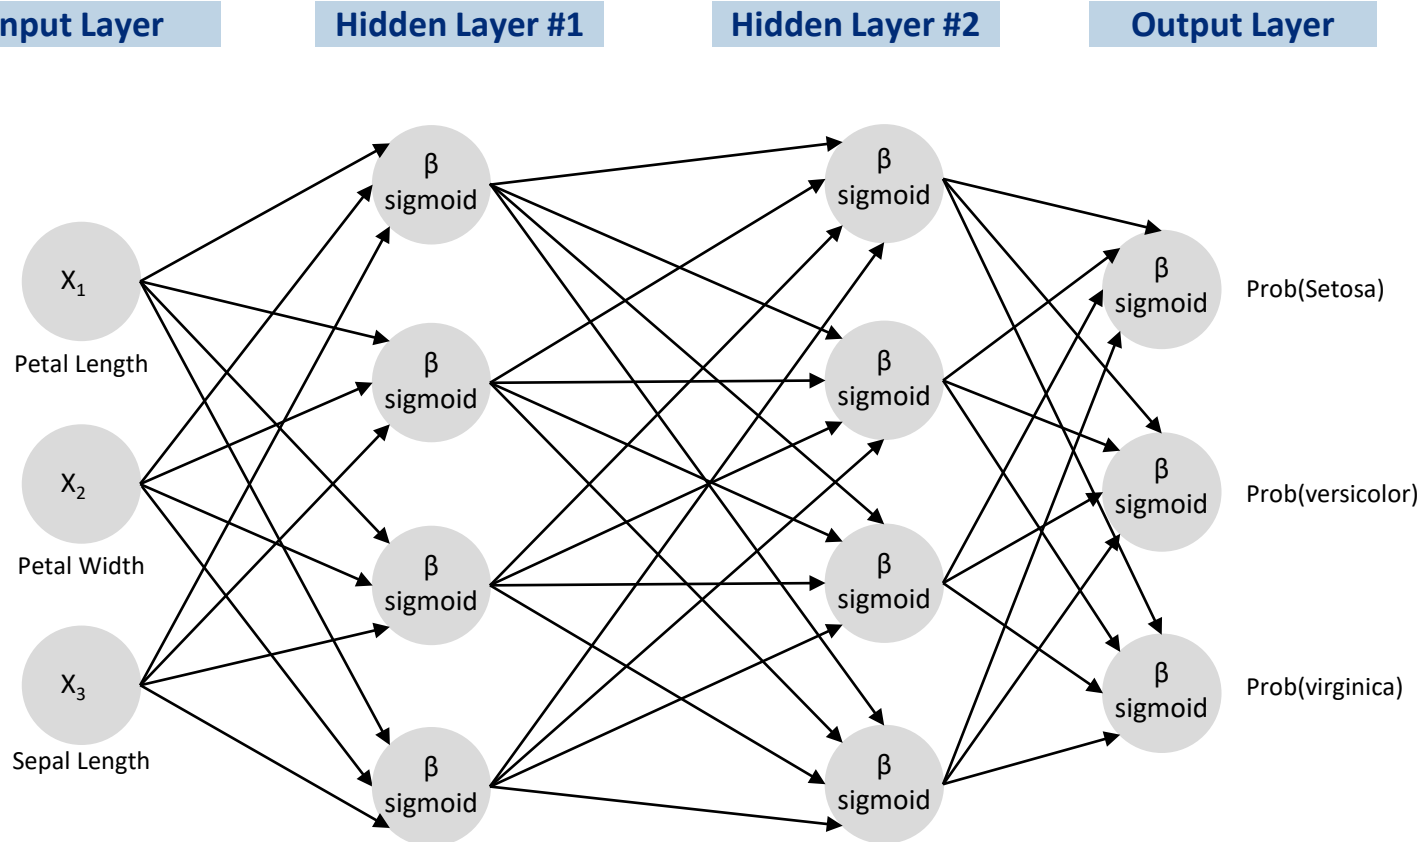 nput Layer
Hidden Layer #1
Hidden Layer #2
Output Layer
X₁
Petal Length
X₂
Petal Width
X₃
Sepal Length
β
sigmoid
β
sigmoid
β
sigmoid
β
sigmoid
β
sigmoid
β
sigmoid
β
sigmoid
β
sigmoid
β
sigmoid
Prob(Setosa)
β
sigmoid
Prob(versicolor)
β
sigmoid
Prob(virginica)